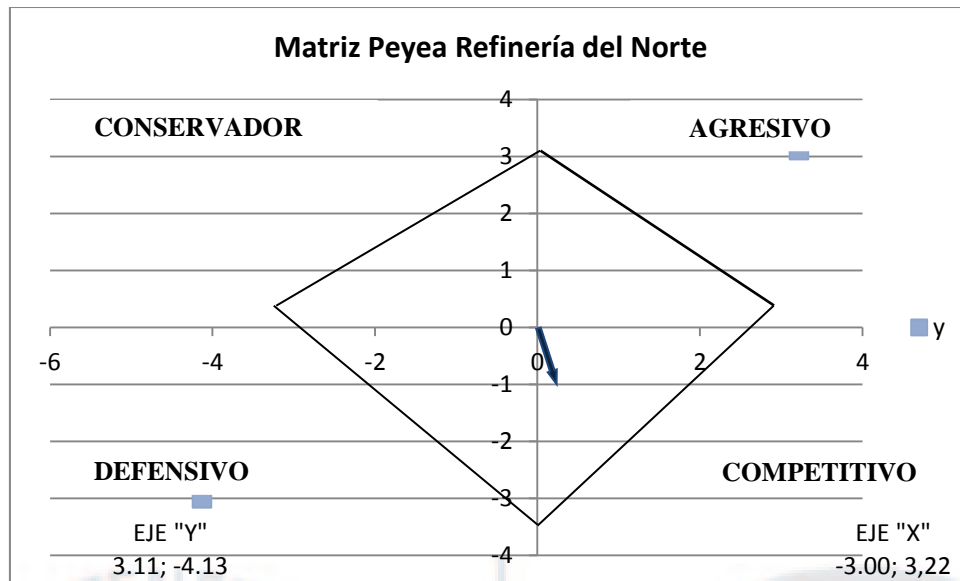 Matriz Peyea Refinería del Norte
4
CONSERVADOR AGRESIVO
3
2
1
0 y
-6 -4 -2 0 2 4
-1
-2
DEFENSIVO COMPETITIVO
-3
EJE "Y" EJE "X"
-4
3.11; -4.13 -3.00; 3,22